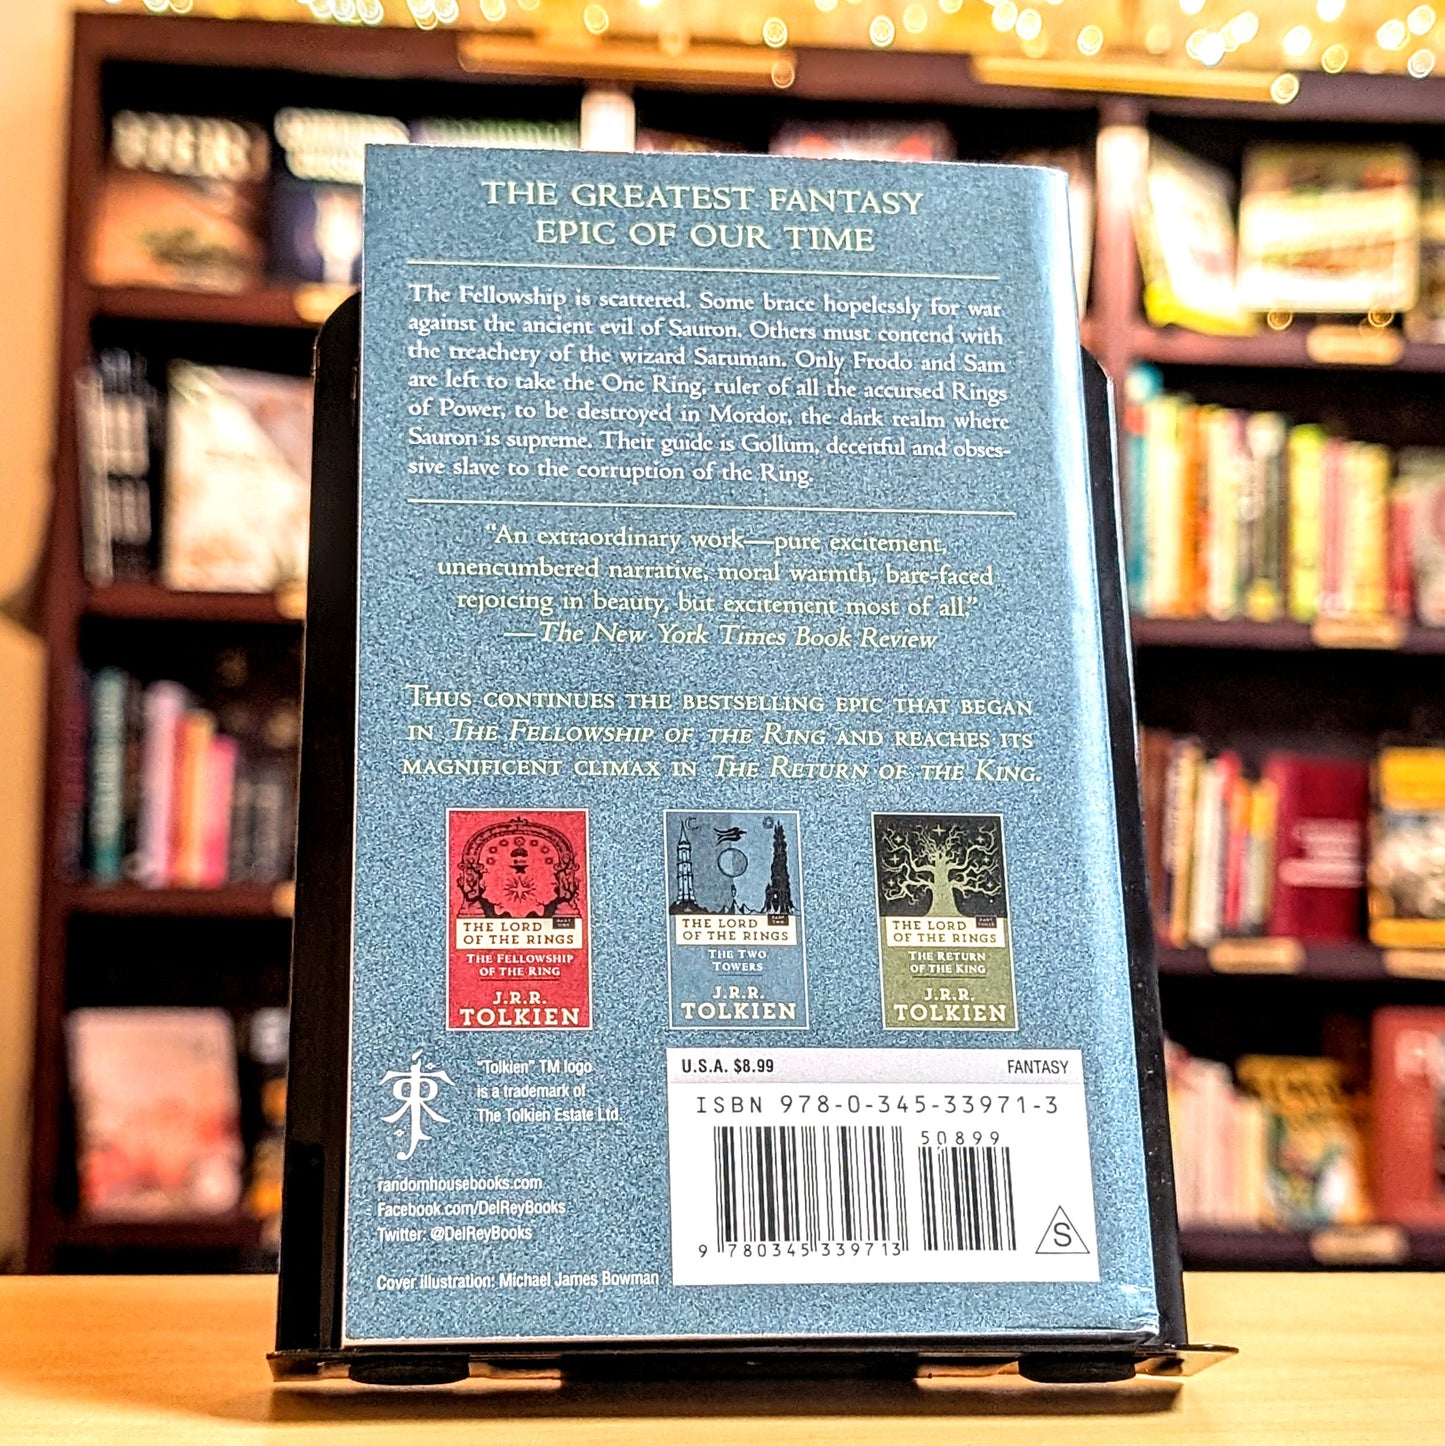 THE GREATEST FANTASY
EPIC OF OUR TIME
The Fellowship is scattered. Some brace hopelessly for war
against the ancient evil of Sauron. Others must contend with
the treachery of the wizard Saruman. Only Frodo and Sam
are left to take the One Ring, ruler of all the accursed Rings
of Power, to be destroyed in Mordor, the dark realm where
Sauron is supreme. Their guide is Gollum, deceitful and obses-
sive slave to the corruption of the Ring.
“An extraordinary work—pure excitement,
unencumbered narrative, moral warmth, bare-faced
rejoicing in beauty, but excitement most of all.”
—The New York Times Book Review
THUS CONTINUES THE BESTSELLING EPIC THAT BEGAN
IN THE FELLOWSHIP OF THE RING AND REACHES ITS
MAGNIFICENT CLIMAX IN THE RETURN OF THE KING.
THE LORD
OF THE RINGS
PART
ONE
THE FELLOWSHIP
OF THE RING
J.R.R.
TOLKIEN
THE LORD
OF THE RINGS
PART
TWO
THE TWO
TOWERS
J.R.R.
TOLKIEN
THE LORD
OF THE RINGS
PART
THREE
THE RETURN
OF THE KING
J.R.R.
TOLKIEN
“Tolkien” TM logo
is a trademark of
The Tolkien Estate Ltd.
randomhousebooks.com
Facebook.com/DelReyBooks
Twitter: @DelReyBooks
Cover illustration: Michael James Bowman
U.S.A. $8.99 FANTASY
ISBN 978-0-345-33971-3
50899
9 780345 339713
S